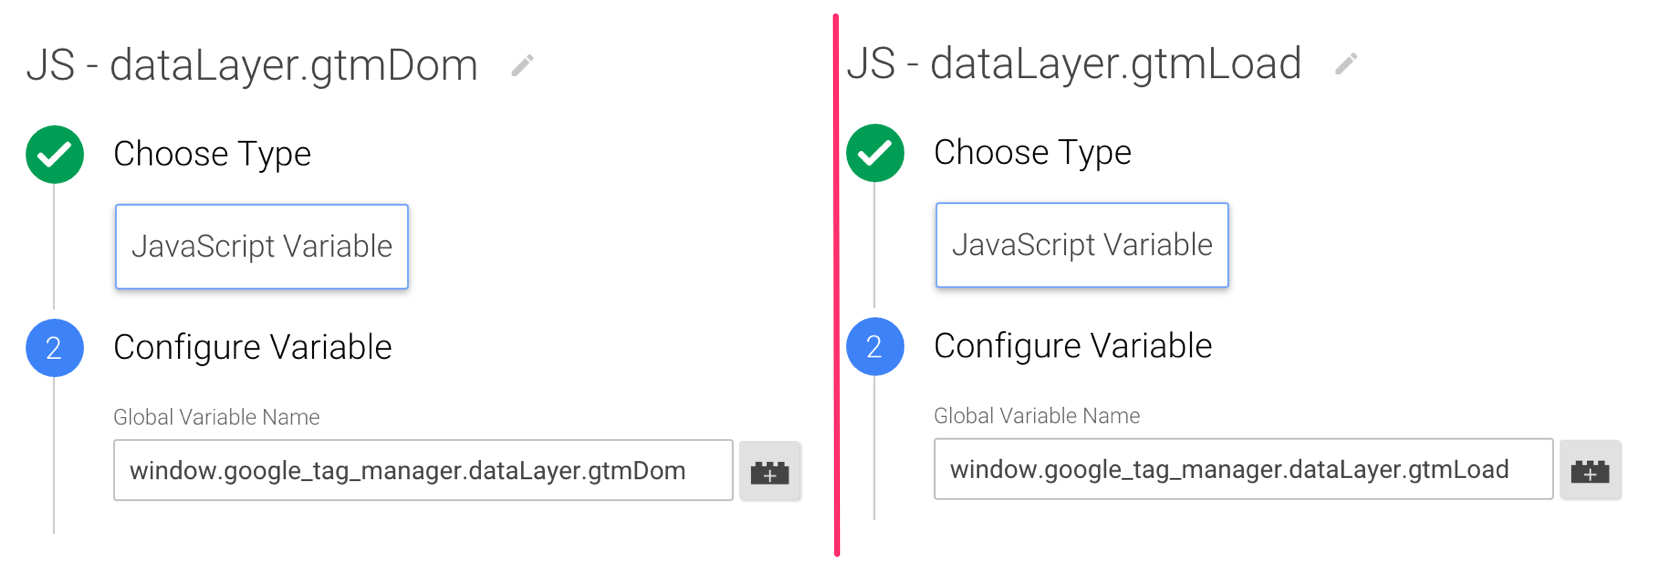 JS - dataLayer.gtmDom
Choose Type
JavaScript Variable
2
Configure Variable
Global Variable Name
window.google_tag_manager.dataLayer.gtmDom
JS - dataLayer.gtmLoad
Choose Type
JavaScript Variable
2
Configure Variable
Global Variable Name
window.google_tag_manager.dataLayer.gtmLoad